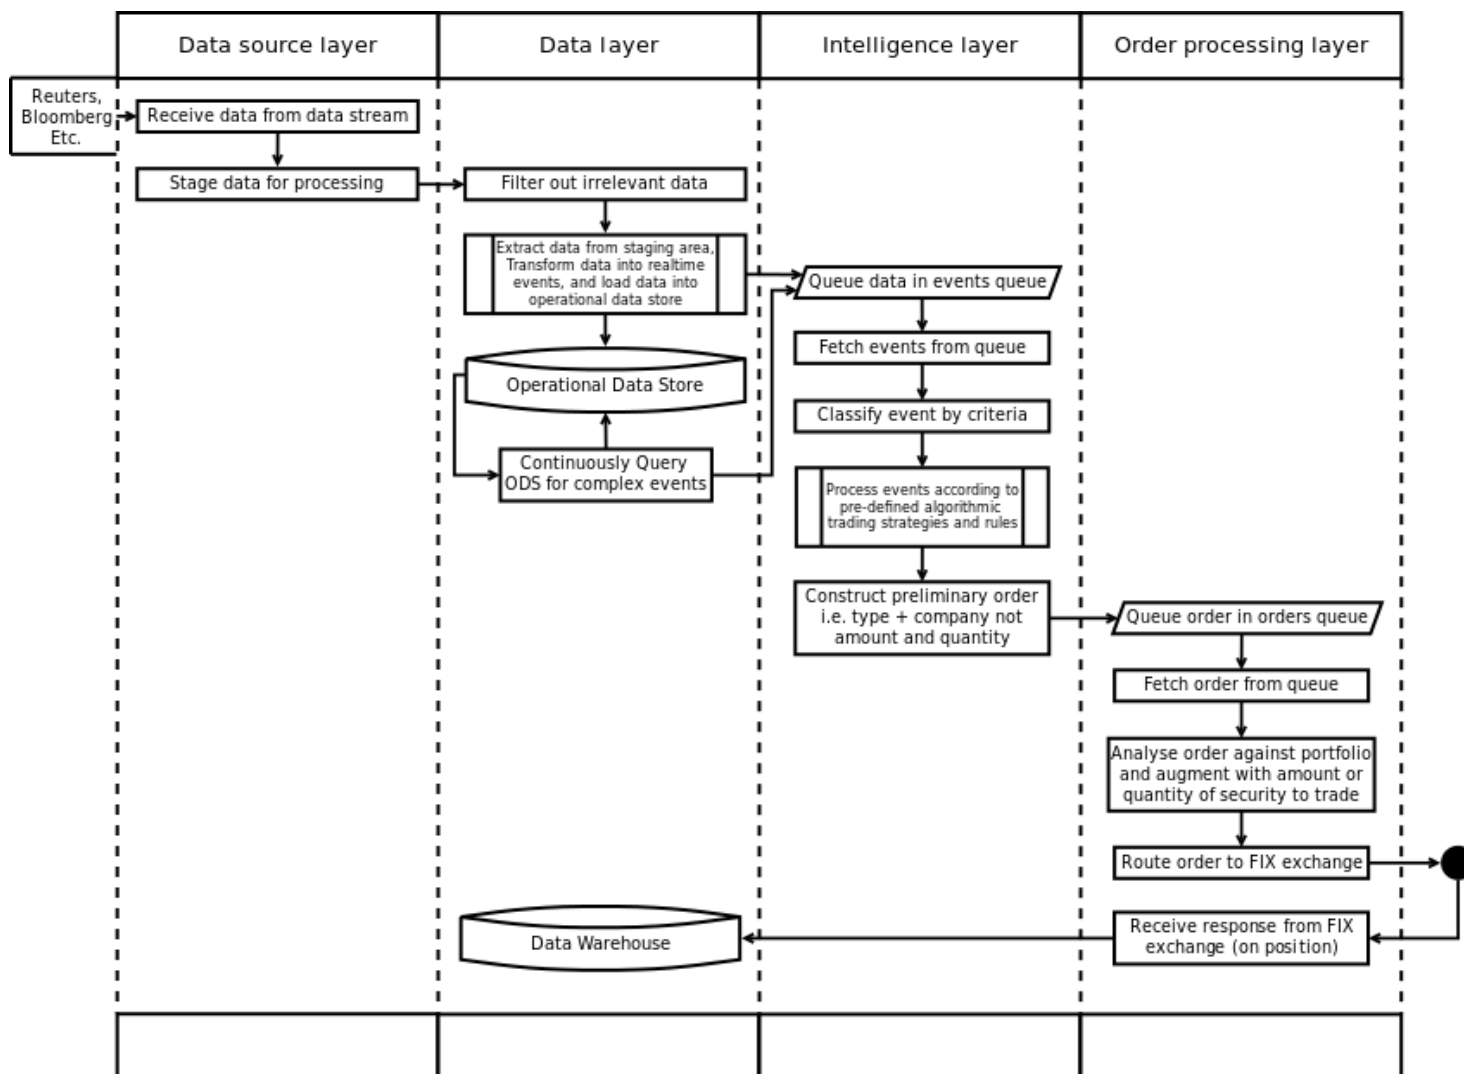 Data source layer
Data layer
Intelligence layer
Order processing layer
Reuters,
Bloomberg
Etc.
Receive data from data stream
Stage data for processing
Filter out irrelevant data
Extract data from staging area,
Transform data into realtime
events, and load data into
operational data store
Operational Data Store
Continuously Query
ODS for complex events
Queue data in events queue
Fetch events from queue
Classify event by criteria
Process events according to
pre-defined algorithmic
trading strategies and rules
Construct preliminary order
i.e. type + company not
amount and quantity
Queue order in orders queue
Fetch order from queue
Analyse order against portfolio
and augment with amount or
quantity of security to trade
Route order to FIX exchange
Receive response from FIX
exchange (on position)
Data Warehouse